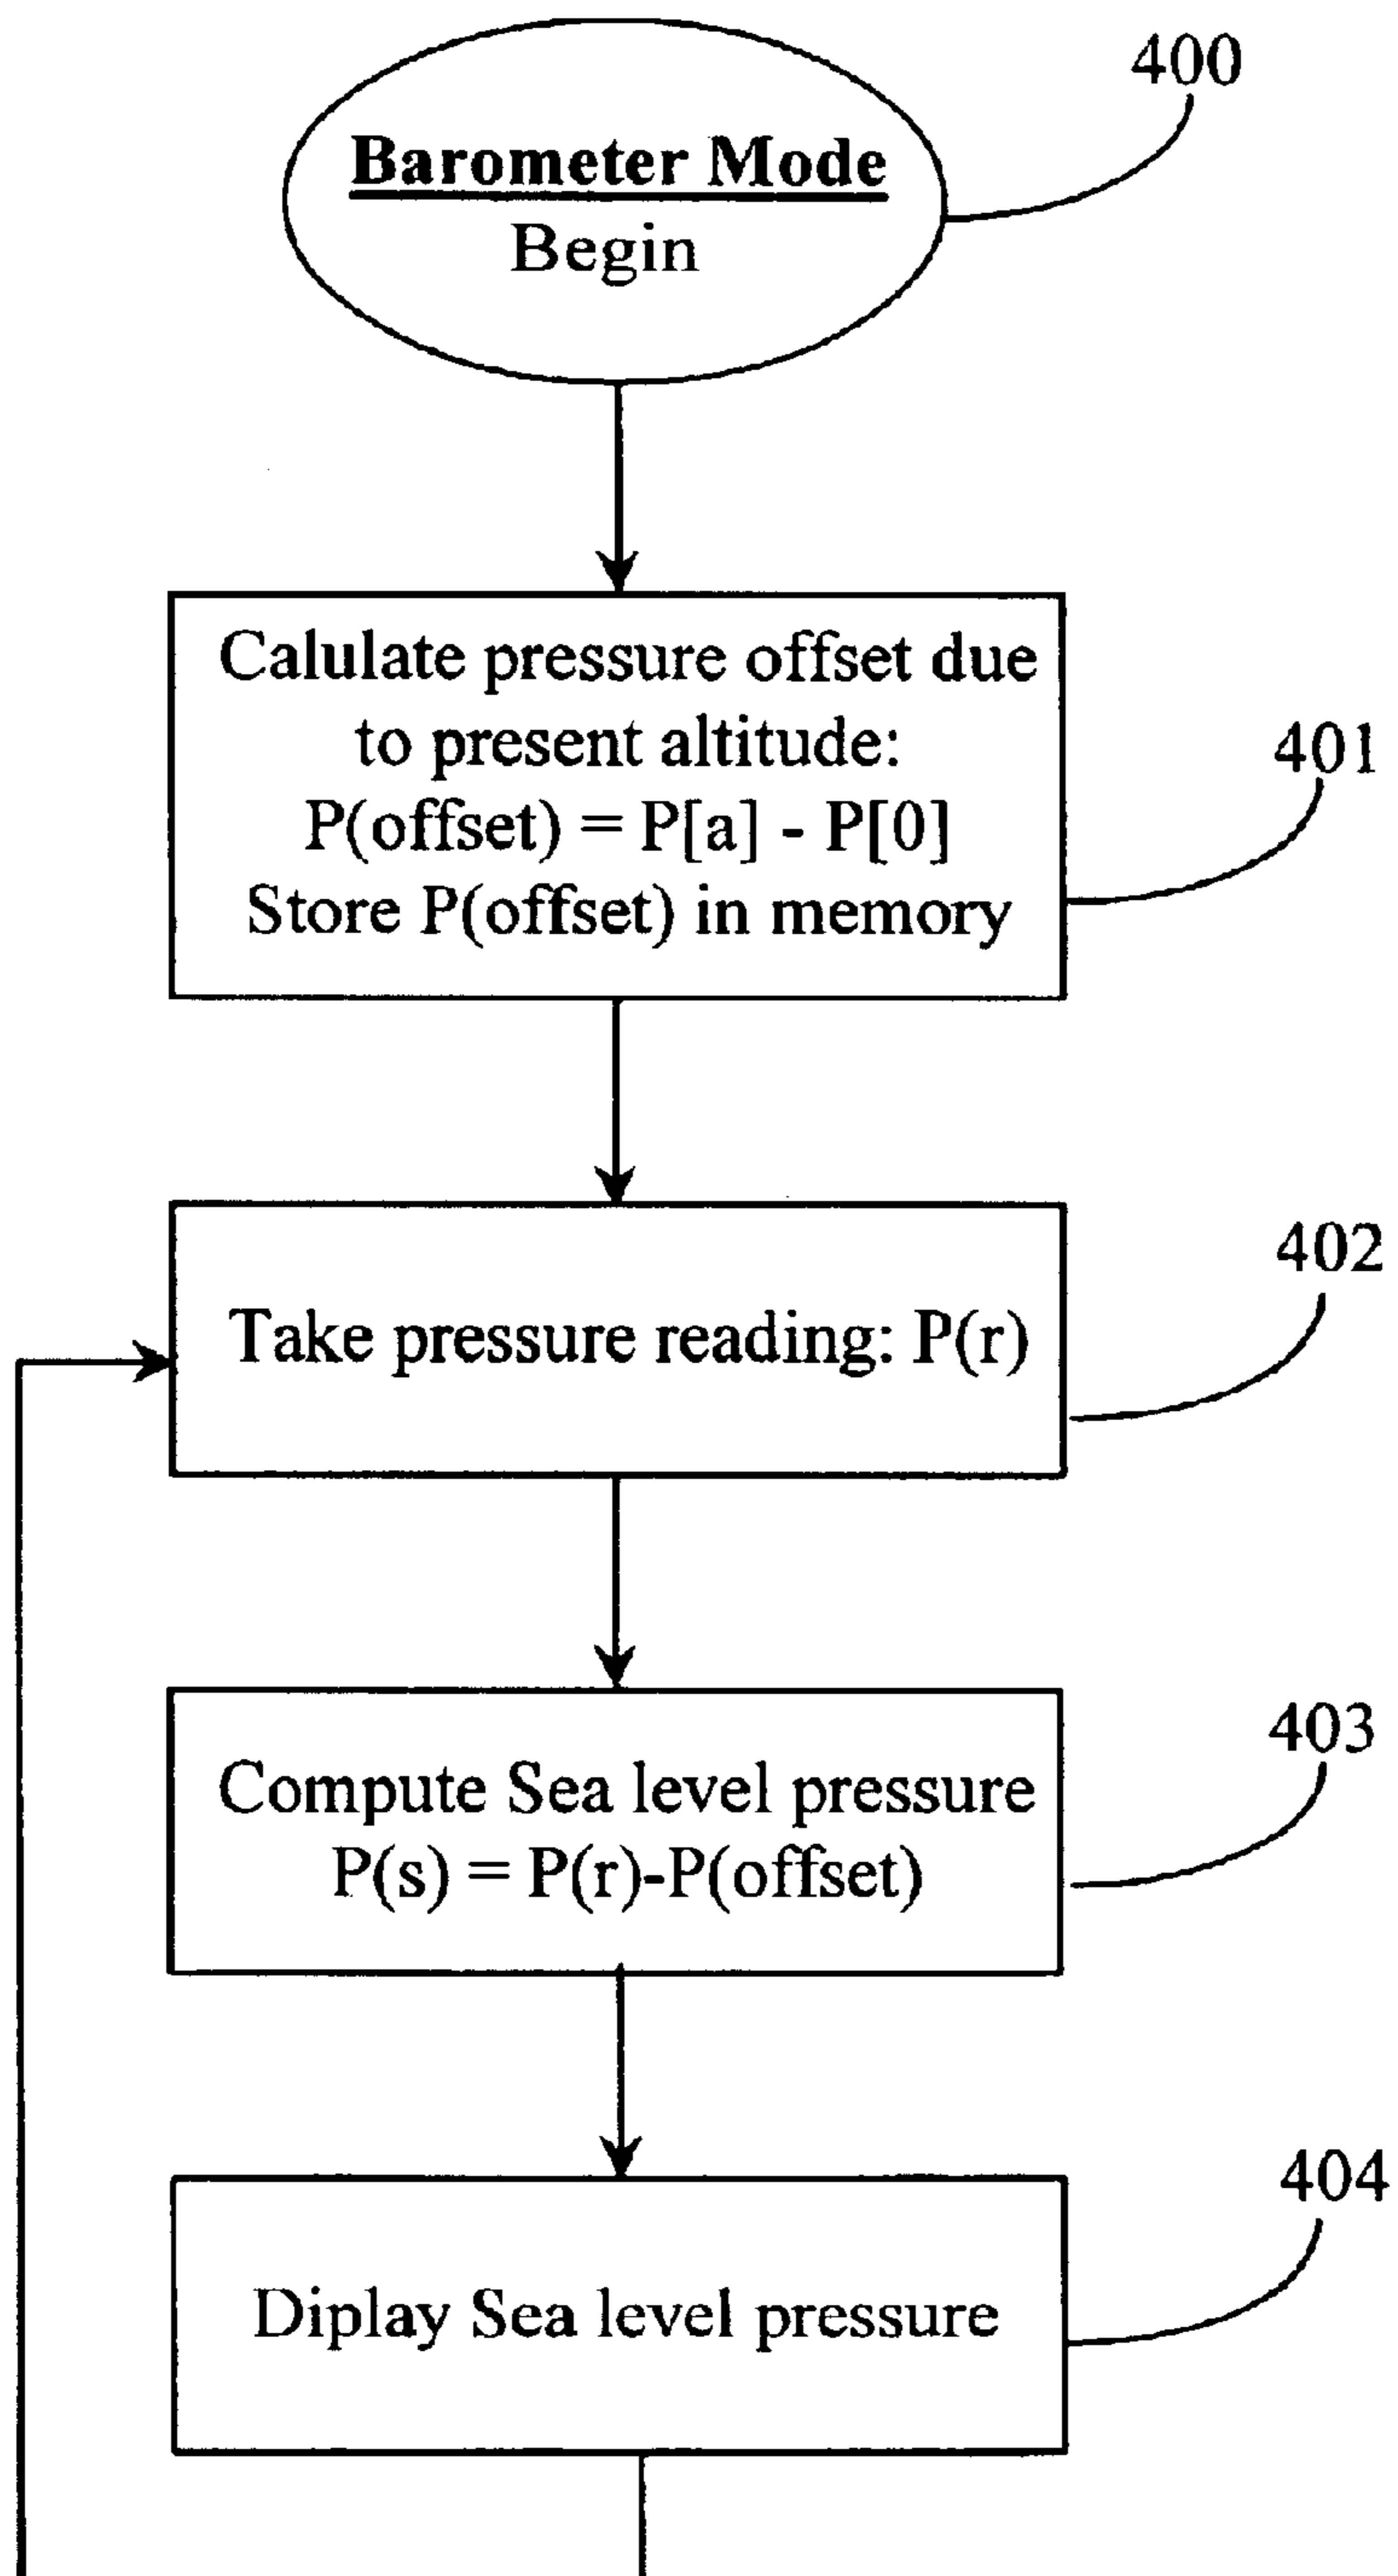 400
Barometer Mode
Begin
Calulate pressure offset due
to present altitude:
P(offset) = P[a] - P[0]
Store P(offset) in memory
401
402
Take pressure reading: P(r)
403
Compute Sea level pressure
P(s) = P(r)-P(offset)
404
Diplay Sea level pressure